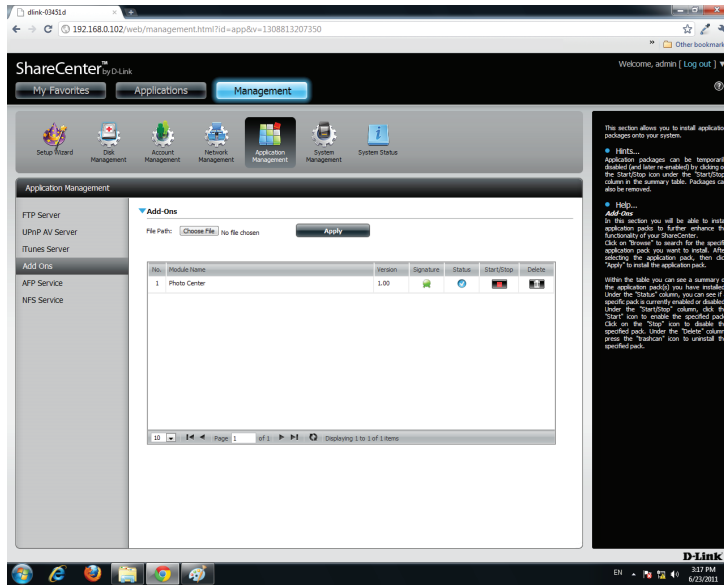 dlink-03451d
192.168.0.102/web/management.html?id=app&v=1308813207350
Other bookmark
ShareCenter™ by D-Link
Welcome, admin [ Log out ]
My Favorites
Applications
Management
Setup Wizard
Disk Management
Account Management
Network Management
Application Management
System Management
System Status
Application Management
FTP Server
UPnP AV Server
iTunes Server
Add Ons
AFP Service
NFS Service
Add-Ons
File Path: Choose File No file chosen Apply
No. Module Name Version Signature Status Start/Stop Delete
1 Photo Center 1.00
10 Page 1 of 1 Displaying 1 to 1 of 1 items
This section allows you to install application
packages onto your system.
Hints...
Application packages can be temporaril
disabled (and later re-enabled) by clicking o
the Start/Stop icon under the "Start/Stop
column in the summary table. Packages ca
also be removed.
Help...
Add-Ons
In this section you will be able to insta
application packs to further enhance th
functionality of your ShareCenter.
Click on "Browse" to search for the specifi
application pack you want to install. Afte
selecting the application pack, then clic
"Apply" to install the application pack.
Within the table you can see a summary o
the application pack(s) you have installed
Under the "Status" column, you can see if
specific pack is currently enabled or disabled
Under the "Start/Stop" column, click th
"Start" icon to enable the specified pack
Click on the "Stop" icon to disable th
specified pack. Under the "Delete" column
press the "trashcan" icon to uninstall th
specified pack.
D-Link
EN
3:17 PM
6/23/2011